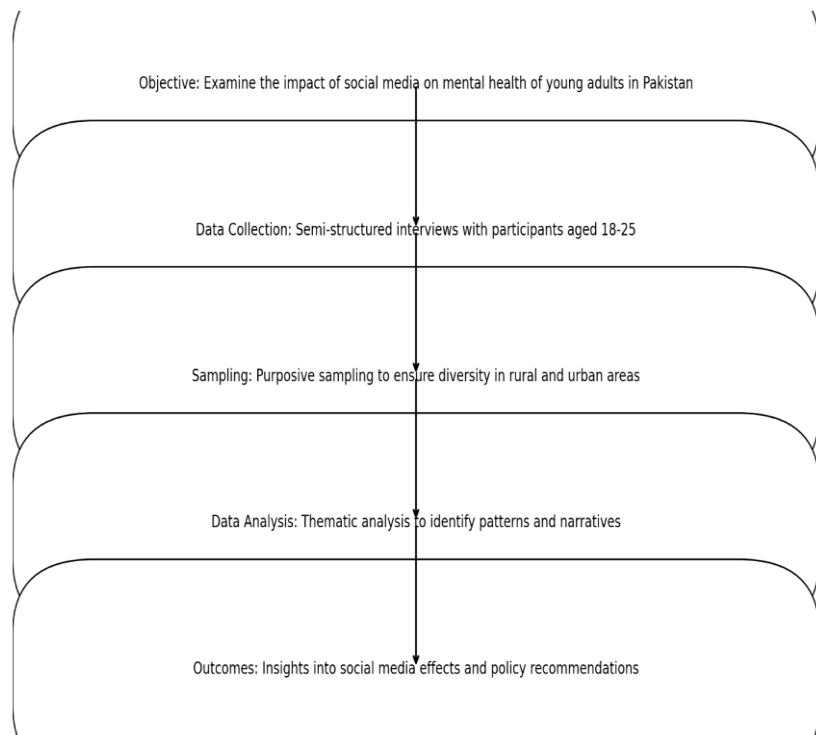 Objective: Examine the impact of social media on mental health of young adults in Pakistan
Data Collection: Semi-structured interviews with participants aged 18-25
Sampling: Purposive sampling to ensure diversity in rural and urban areas
Data Analysis: Thematic analysis to identify patterns and narratives
Outcomes: Insights into social media effects and policy recommendations